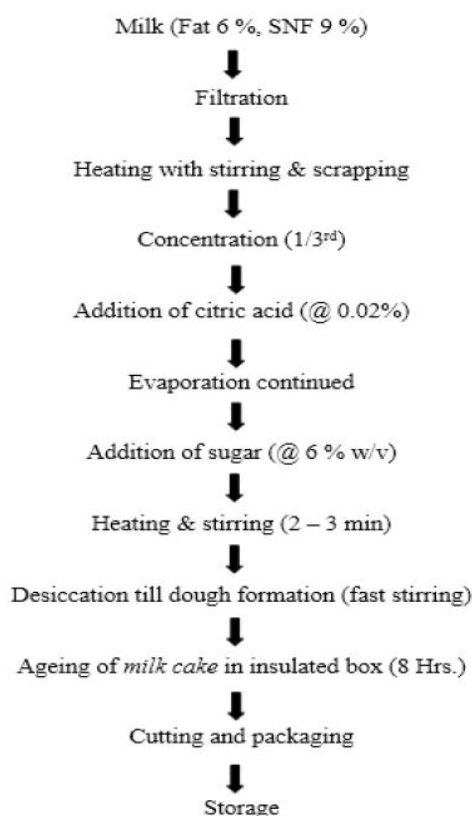 Milk (Fat 6 %, SNF 9 %)
Filtration
Heating with stirring & scrapping
Concentration (1/3rd)
Addition of citric acid (@ 0.02%)
Evaporation continued
Addition of sugar (@ 6 % w/v)
Heating & stirring (2 – 3 min)
Desiccation till dough formation (fast stirring)
Ageing of milk cake in insulated box (8 Hrs.)
Cutting and packaging
Storage